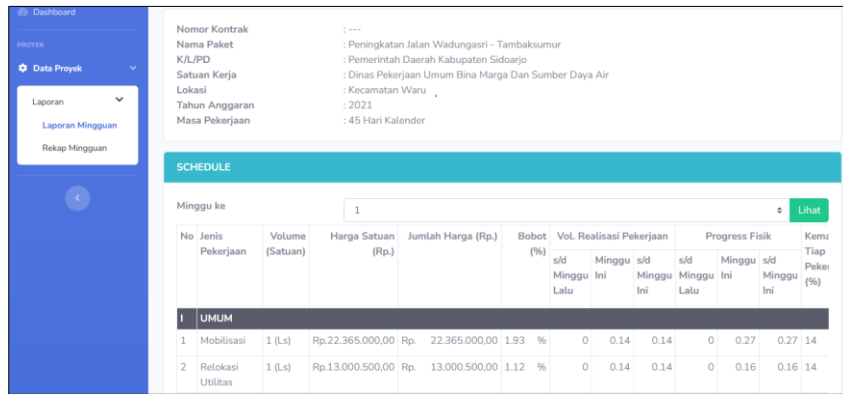 Dashboard
PROYEK
Data Proyek
Laporan
Laporan Mingguan
Rekap Mingguan
Nomor Kontrak : ---
Nama Paket : Peningkatan Jalan Wadungasri - Tambaksumur
K/L/PD : Pemerintah Daerah Kabupaten Sidoarjo
Satuan Kerja : Dinas Pekerjaan Umum Bina Marga Dan Sumber Daya Air
Lokasi : Kecamatan Waru
Tahun Anggaran : 2021
Masa Pekerjaan : 45 Hari Kalender
SCHEDULE
Minggu ke 1 Lihat
No Jenis Pekerjaan Volume (Satuan) Harga Satuan (Rp.) Jumlah Harga (Rp.) Bobot (%) Vol. Realisasi Pekerjaan Progress Fisik Kema Tiap Peker (%)
s/d Minggu Lalu Minggu Ini s/d Minggu Ini s/d Minggu Lalu Minggu Ini s/d Minggu Ini
I UMUM
1 Mobilisasi 1 (Ls) Rp.22.365.000,00 Rp. 22.365.000,00 1.93 % 0 0.14 0.14 0 0.27 0.27 14
2 Relokasi Utilitas 1 (Ls) Rp.13.000.500,00 Rp. 13.000.500,00 1.12 % 0 0.14 0.14 0 0.16 0.16 14